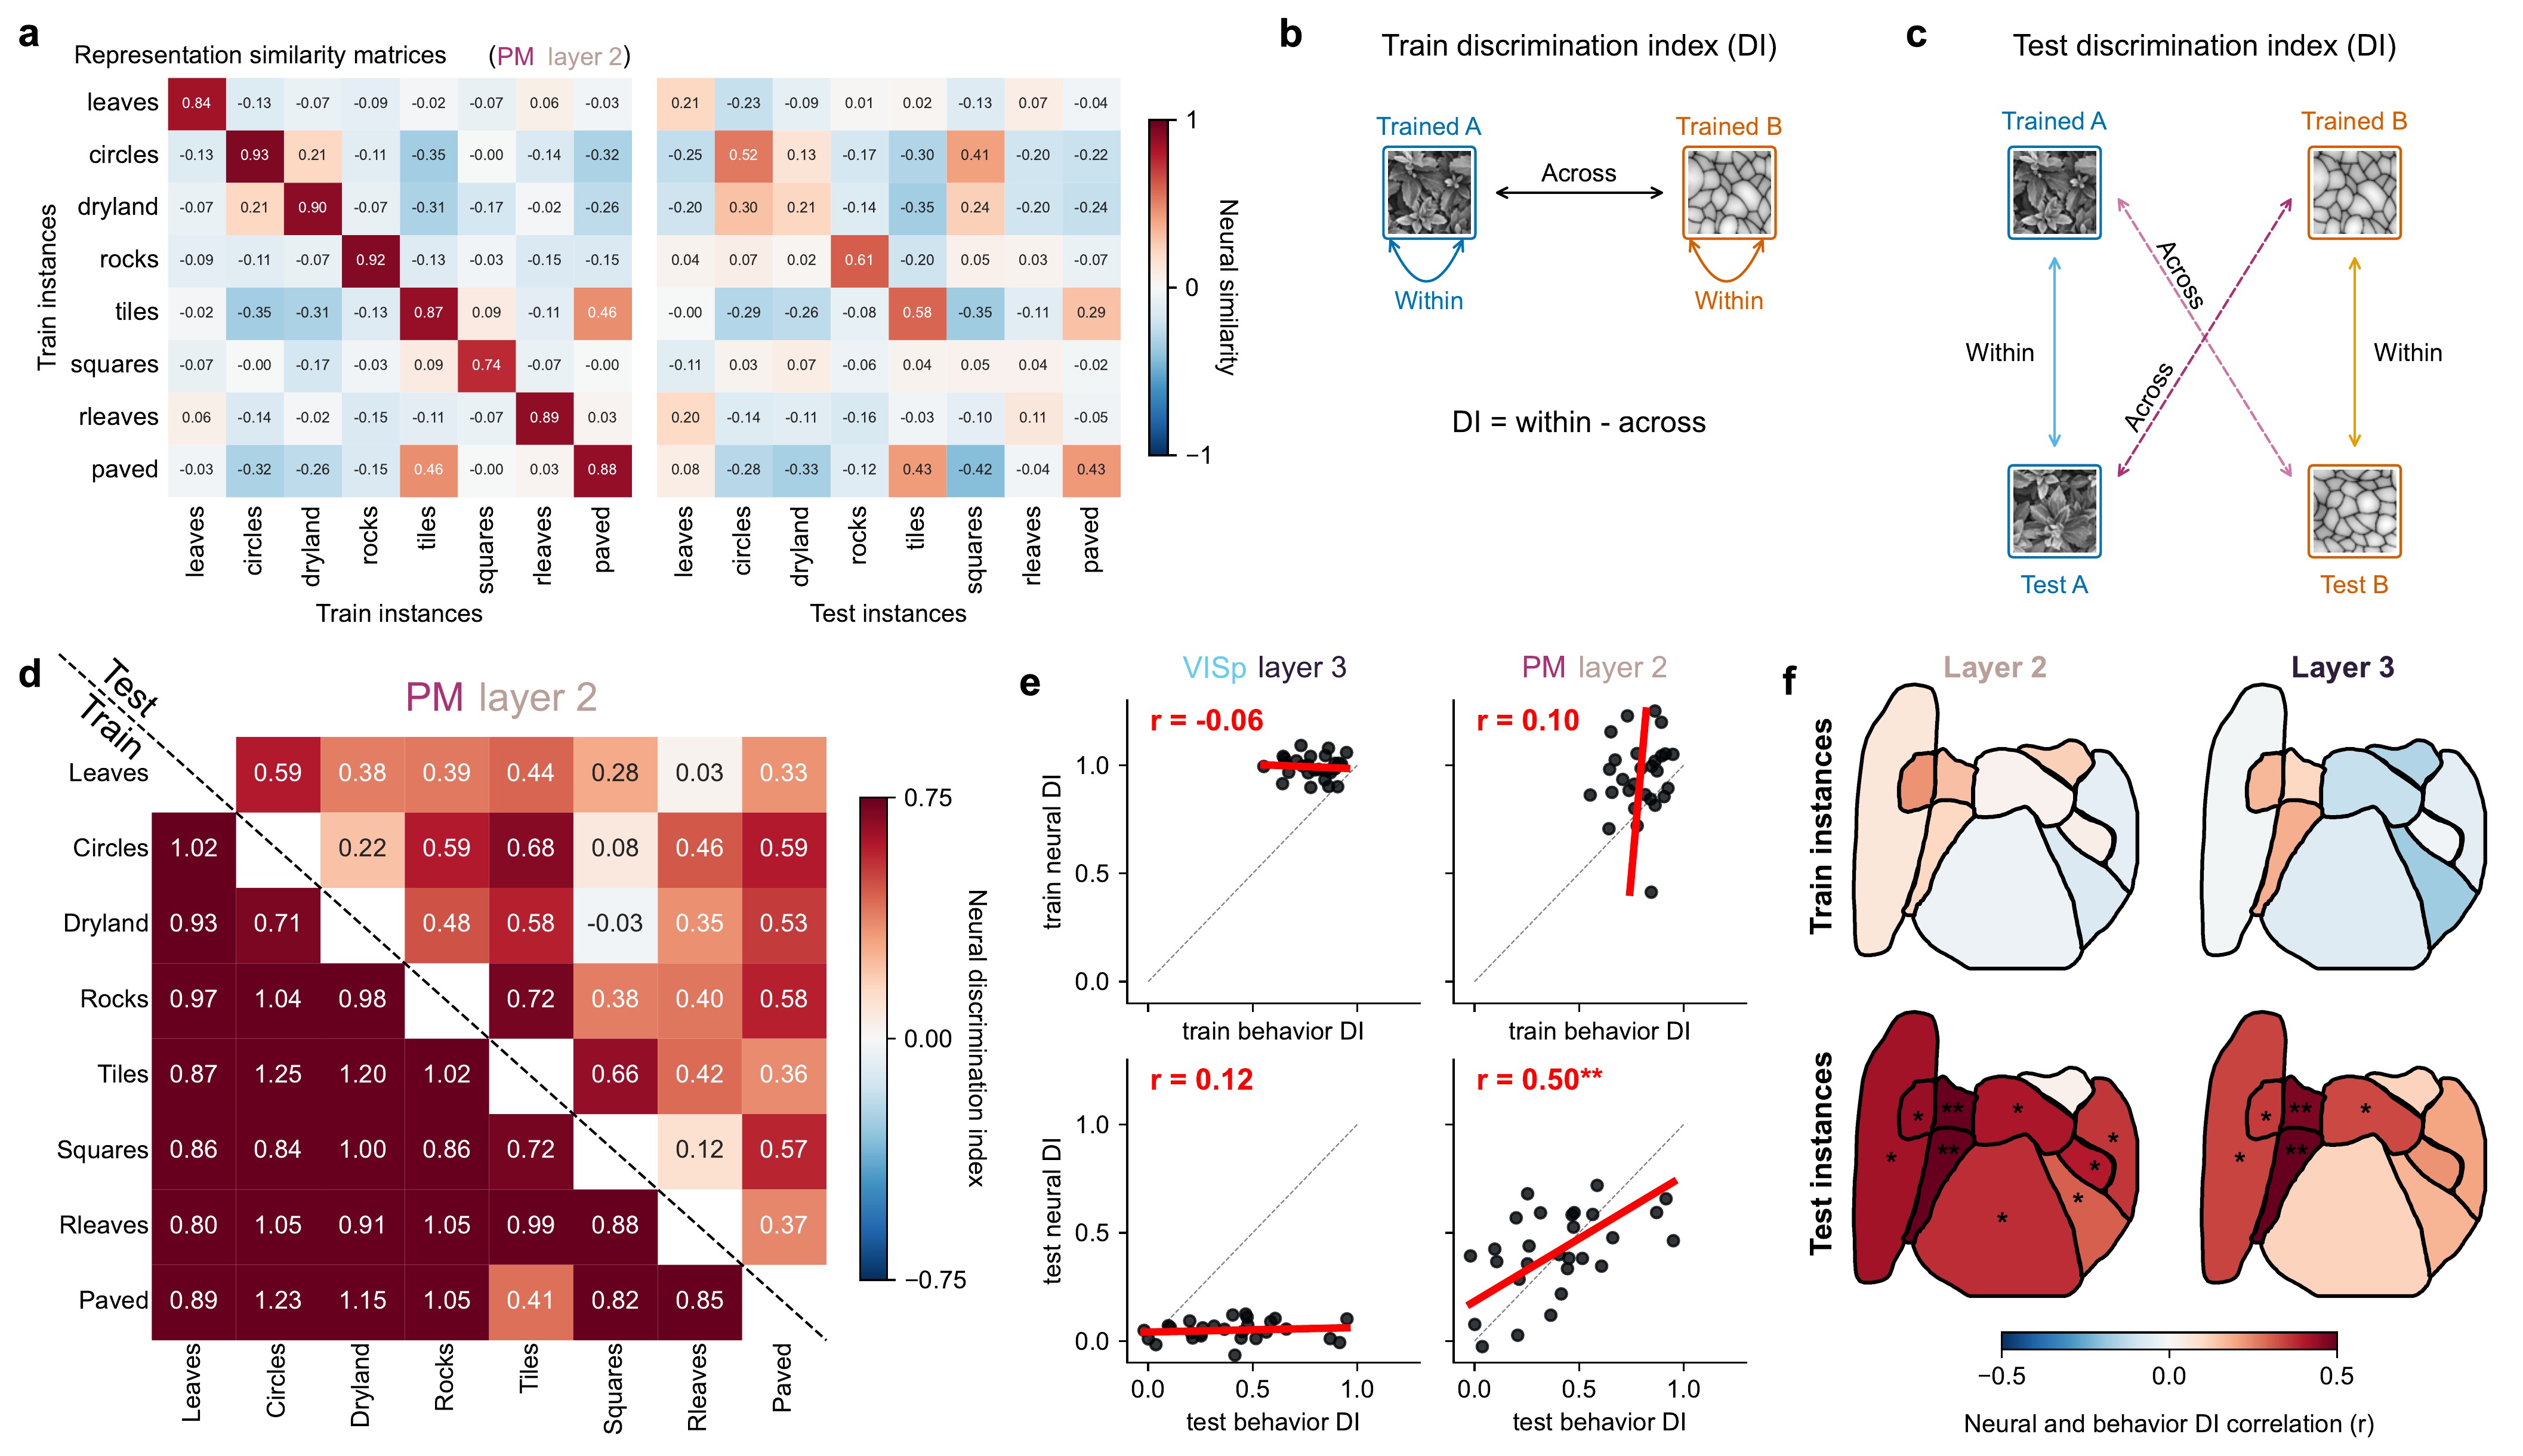 a
Representation similarity matrices (PM layer 2)
leaves 0.84 -0.13 -0.07 -0.09 -0.02 -0.07 0.06 -0.03 0.21 -0.23 -0.09 0.01 0.02 -0.13 0.07 -0.04
circles -0.13 0.93 0.21 -0.11 -0.35 -0.00 -0.14 -0.32 -0.25 0.52 0.13 -0.17 -0.30 0.41 -0.20 -0.22
dryland -0.07 0.21 0.90 -0.07 -0.31 -0.17 -0.02 -0.26 -0.20 0.30 0.21 -0.14 -0.35 0.24 -0.20 -0.24
rocks -0.09 -0.11 -0.07 0.92 -0.13 -0.03 -0.15 -0.15 0.04 0.07 0.02 0.61 -0.20 0.05 0.03 -0.07
tiles -0.02 -0.35 -0.31 -0.13 0.87 0.09 -0.11 0.46 -0.00 -0.29 -0.26 -0.08 0.58 -0.35 -0.11 0.29
squares -0.07 -0.00 -0.17 -0.03 0.09 0.74 -0.07 -0.00 -0.11 0.03 0.07 -0.06 0.04 0.05 0.04 -0.02
rleaves 0.06 -0.14 -0.02 -0.15 -0.11 -0.07 0.89 0.03 0.20 -0.14 -0.11 -0.16 -0.03 -0.10 0.11 -0.05
paved -0.03 -0.32 -0.26 -0.15 0.46 -0.00 0.03 0.88 0.08 -0.28 -0.33 -0.12 0.43 -0.42 -0.04 0.43
Train instances
leaves circles dryland rocks tiles squares rleaves paved leaves circles dryland rocks tiles squares rleaves paved
Train instances Test instances
1
0
−1
Neural similarity
b
Train discrimination index (DI)
Trained A Trained B
Across
Within Within
DI = within - across
c
Test discrimination index (DI)
Trained A Trained B
Across
Within Within
Across
Test A Test B
d
Test
Train
PM layer 2
Leaves 0.59 0.38 0.39 0.44 0.28 0.03 0.33
Circles 1.02 0.22 0.59 0.68 0.08 0.46 0.59
Dryland 0.93 0.71 0.48 0.58 -0.03 0.35 0.53
Rocks 0.97 1.04 0.98 0.72 0.38 0.40 0.58
Tiles 0.87 1.25 1.20 1.02 0.66 0.42 0.36
Squares 0.86 0.84 1.00 0.86 0.72 0.12 0.57
Rleaves 0.80 1.05 0.91 1.05 0.99 0.88 0.37
Paved 0.89 1.23 1.15 1.05 0.41 0.82 0.85
Leaves Circles Dryland Rocks Tiles Squares Rleaves Paved
0.75
0.00
−0.75
Neural discrimination index
e
VISp layer 3 PM layer 2
r = -0.06 r = 0.10
1.0
0.5
0.0
train neural DI
train behavior DI train behavior DI
r = 0.12 r = 0.50**
1.0
0.5
0.0
test neural DI
0.0 0.5 1.0 0.0 0.5 1.0
test behavior DI test behavior DI
f
Layer 2 Layer 3
Train instances
Test instances
* * ** ** * * * * *
* * ** ** *
−0.5 0.0 0.5
Neural and behavior DI correlation (r)